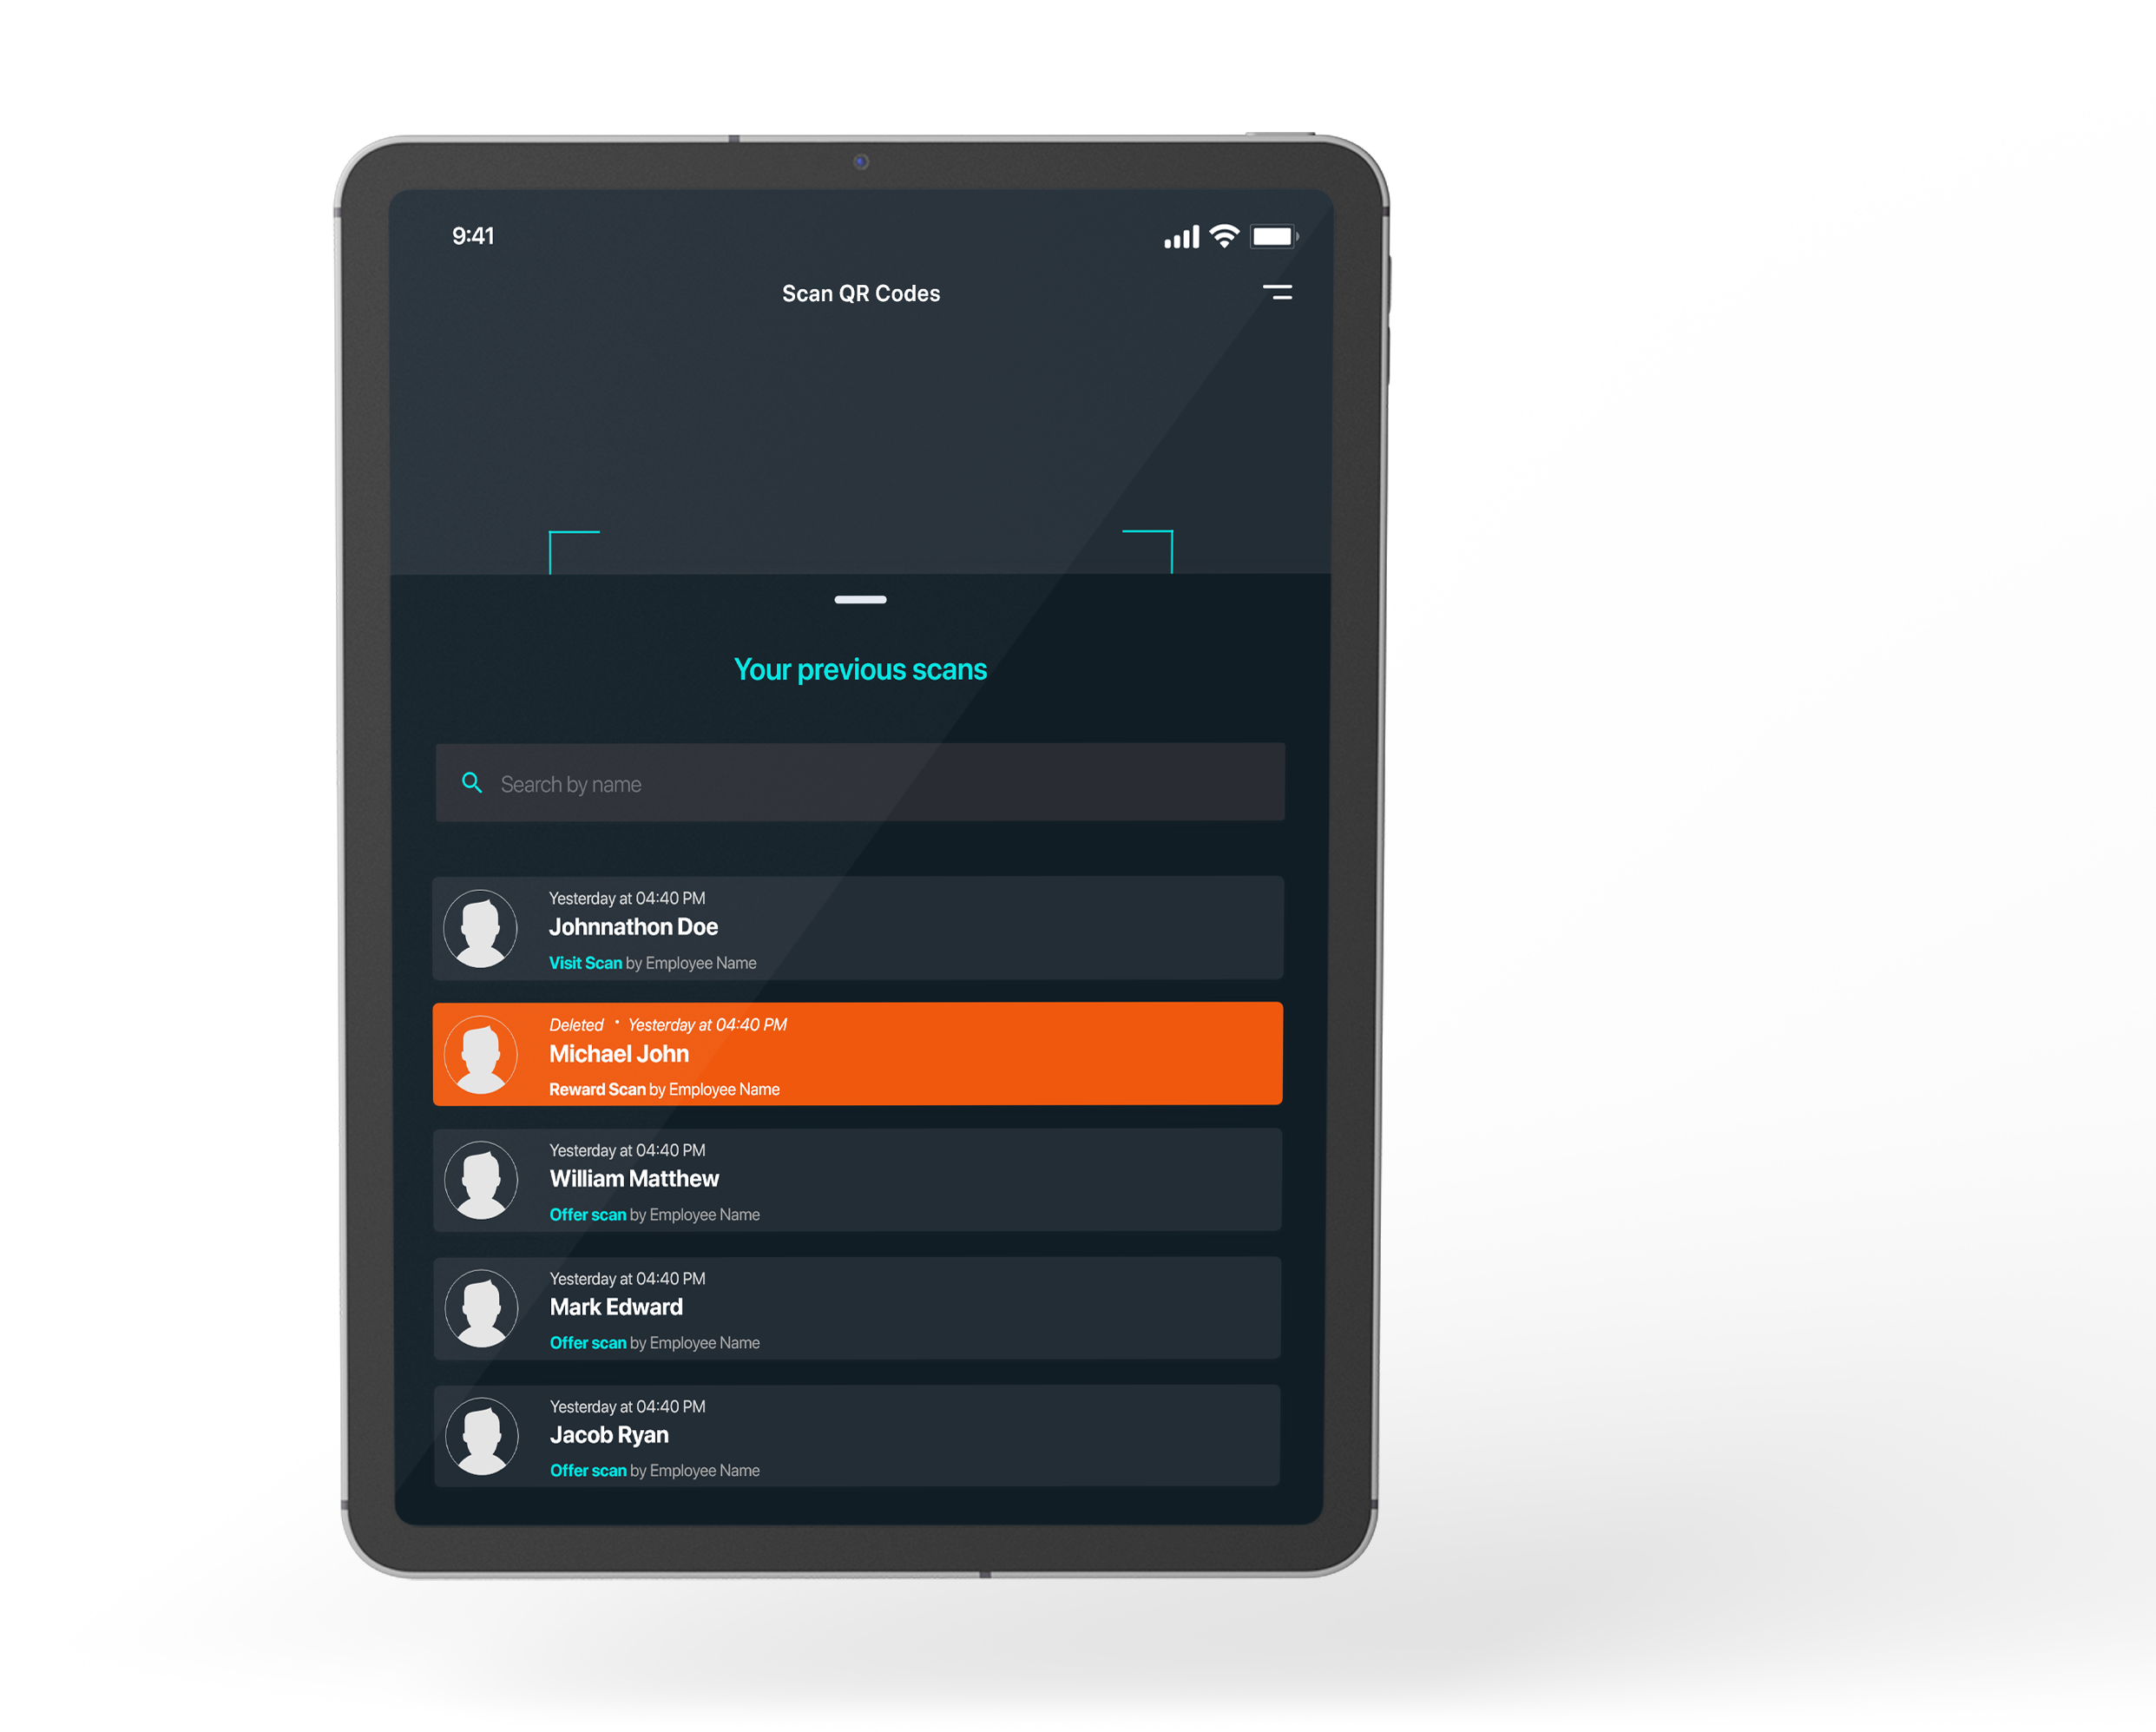 9:41
Scan QR Codes
Your previous scans
Search by name
Yesterday at 04:40 PM
Johnnathon Doe
Visit Scan by Employee Name
Deleted • Yesterday at 04:40 PM
Michael John
Reward Scan by Employee Name
Yesterday at 04:40 PM
William Matthew
Offer scan by Employee Name
Yesterday at 04:40 PM
Mark Edward
Offer scan by Employee Name
Yesterday at 04:40 PM
Jacob Ryan
Offer scan by Employee Name